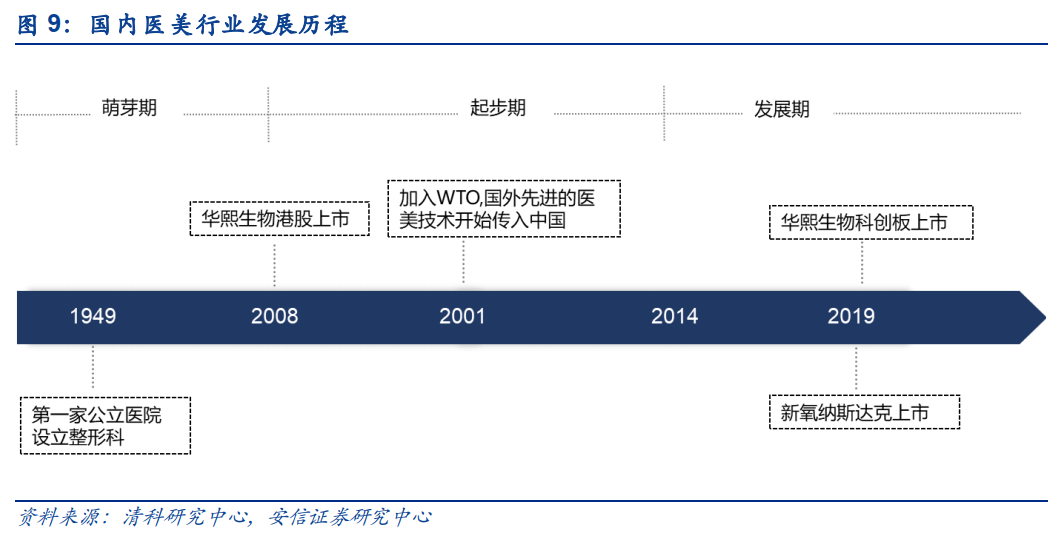 图 9：国内医美行业发展历程
萌芽期
起步期
发展期
华熙生物港股上市
加入WTO,国外先进的医
美技术开始传入中国
华熙生物科创板上市
1949
2008
2001
2014
2019
第一家公立医院
设立整形科
新氧纳斯达克上市
资料来源：清科研究中心，安信证券研究中心